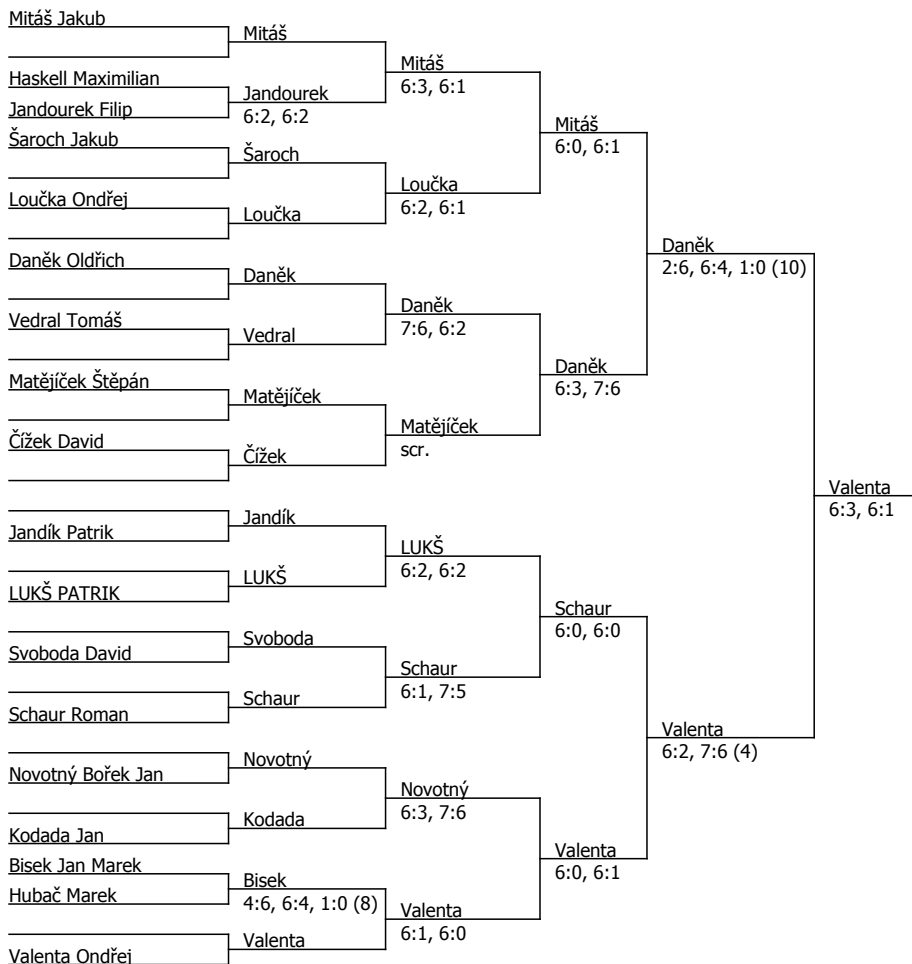 Mitáš Jakub
Haskell Maximilian
Jandourek Filip
Šaroch Jakub
Loučka Ondřej
Daněk Oldřich
Vedral Tomáš
Matějíček Štěpán
Čížek David
Jandík Patrik
LUKŠ PATRIK
Svoboda David
Schaur Roman
Novotný Bořek Jan
Kodada Jan
Bisek Jan Marek
Hubač Marek
Valenta Ondřej
Mitáš
Jandourek
6:2, 6:2
Šaroch
Loučka
Daněk
Vedral
Matějíček
Čížek
Jandík
LUKŠ
Svoboda
Schaur
Novotný
Kodada
Bisek
4:6, 6:4, 1:0 (8)
Valenta
Mitáš
6:3, 6:1
Loučka
6:2, 6:1
Daněk
7:6, 6:2
Matějíček
scr.
LUKŠ
6:2, 6:2
Schaur
6:1, 7:5
Novotný
6:3, 7:6
Valenta
6:1, 6:0
Mitáš
6:0, 6:1
Daněk
6:3, 7:6
Schaur
6:0, 6:0
Valenta
6:0, 6:1
Daněk
2:6, 6:4, 1:0 (10)
Valenta
6:2, 7:6 (4)
Valenta
6:3, 6:1